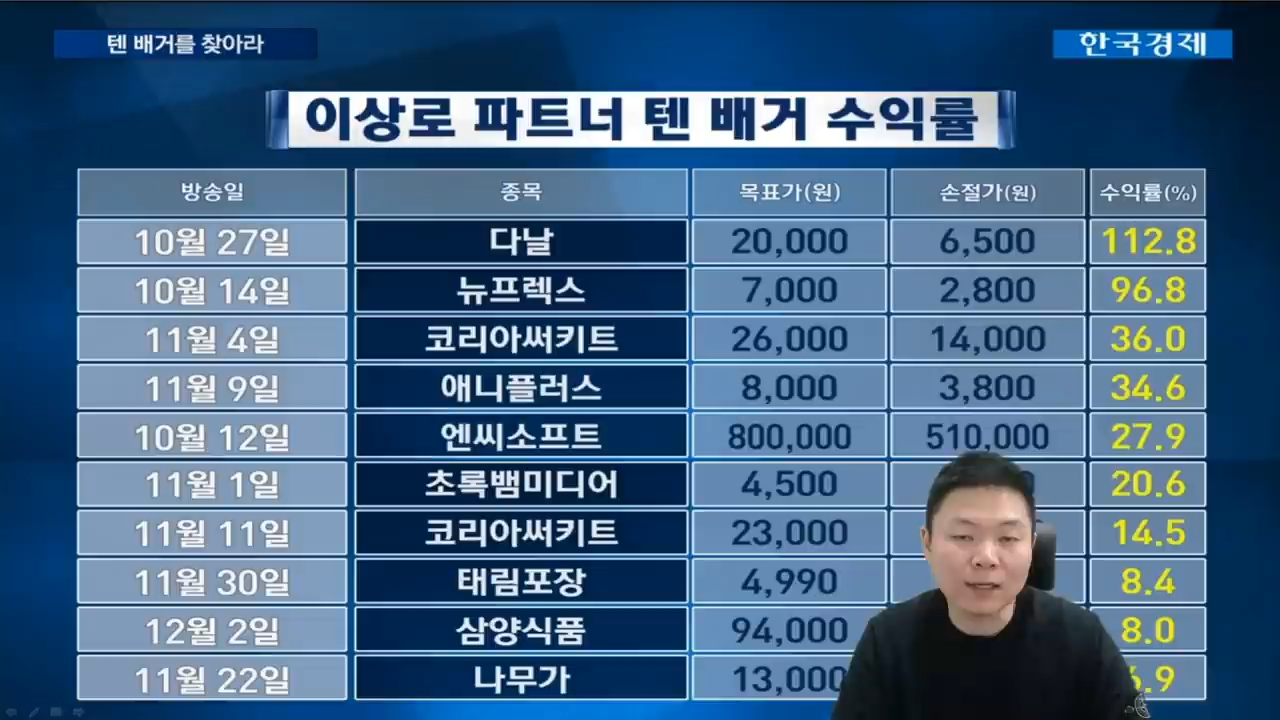 텐 배거를 찾아라
한국경제
이상로 파트너 텐 배거 수익률
방송일 종목 목표가(원) 손절가(원) 수익률(%)
10월 27일 다날 20,000 6,500 112.8
10월 14일 뉴프렉스 7,000 2,800 96.8
11월 4일 코리아써키트 26,000 14,000 36.0
11월 9일 애니플러스 8,000 3,800 34.6
10월 12일 엔씨소프트 800,000 510,000 27.9
11월 1일 초록뱀미디어 4,500 20.6
11월 11일 코리아써키트 23,000 14.5
11월 30일 태림포장 4,990 8.4
12월 2일 삼양식품 94,000 8.0
11월 22일 나무가 13,000